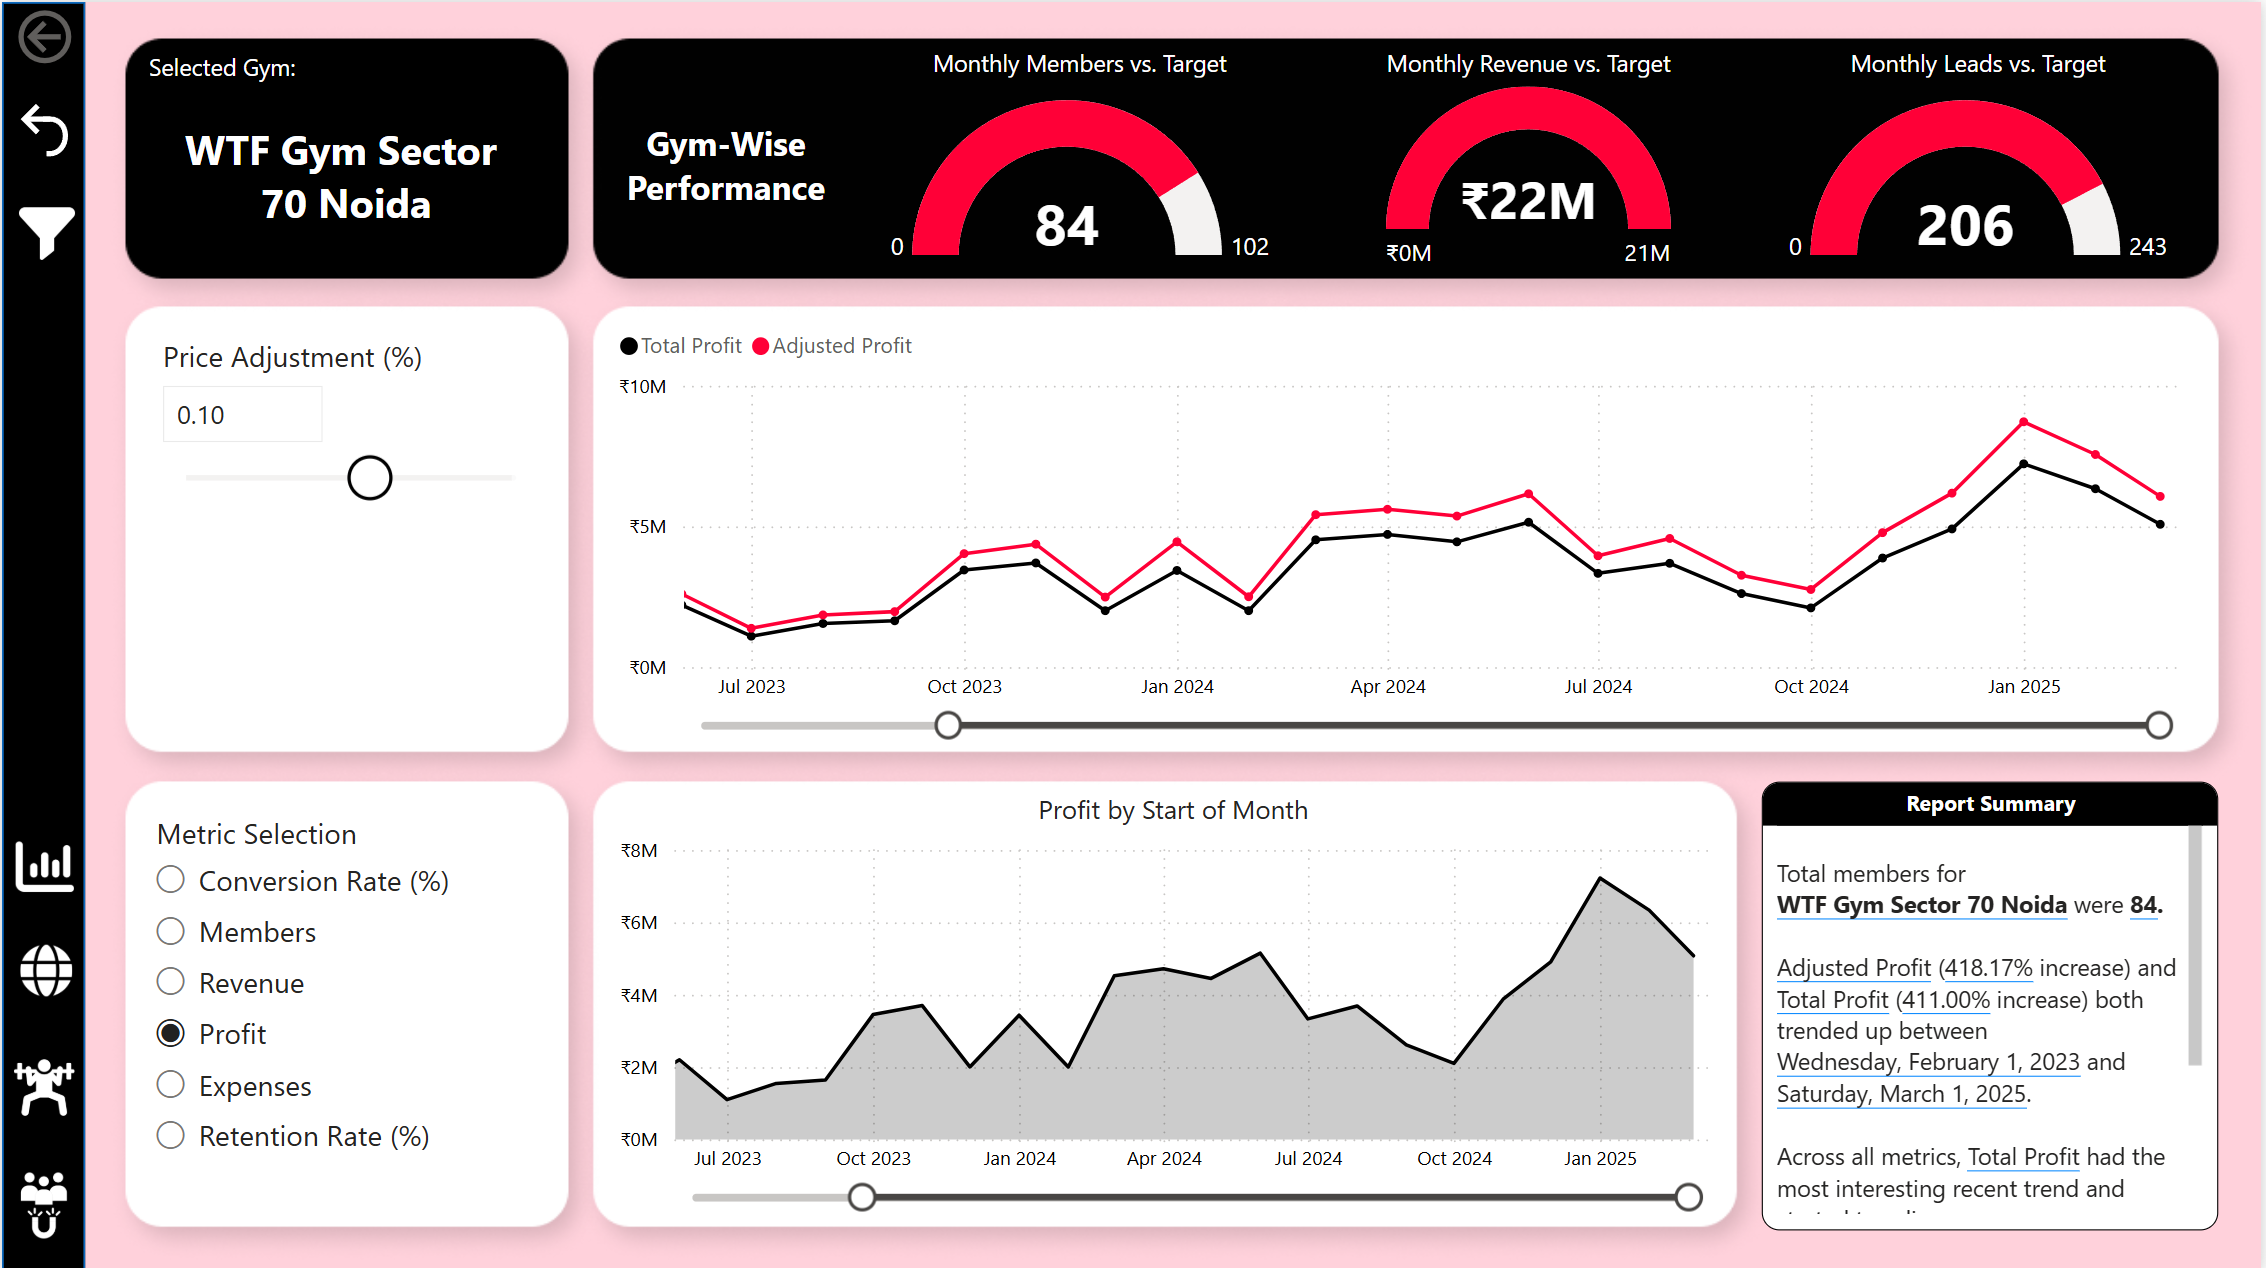 Selected Gym:
WTF Gym Sector
70 Noida
Gym-Wise
Performance
Monthly Members vs. Target
84
0
102
Monthly Revenue vs. Target
₹22M
₹0M
21M
Monthly Leads vs. Target
206
0
243
Price Adjustment (%)
0.10
Total Profit
Adjusted Profit
₹10M
₹5M
₹0M
Jul 2023
Oct 2023
Jan 2024
Apr 2024
Jul 2024
Oct 2024
Jan 2025
Metric Selection
Conversion Rate (%)
Members
Revenue
Profit
Expenses
Retention Rate (%)
Profit by Start of Month
₹8M
₹6M
₹4M
₹2M
₹0M
Jul 2023
Oct 2023
Jan 2024
Apr 2024
Jul 2024
Oct 2024
Jan 2025
Report Summary
Total members for
WTF Gym Sector 70 Noida were 84.
Adjusted Profit (418.17% increase) and
Total Profit (411.00% increase) both
trended up between
Wednesday, February 1, 2023 and
Saturday, March 1, 2025.
Across all metrics, Total Profit had the
most interesting recent trend and